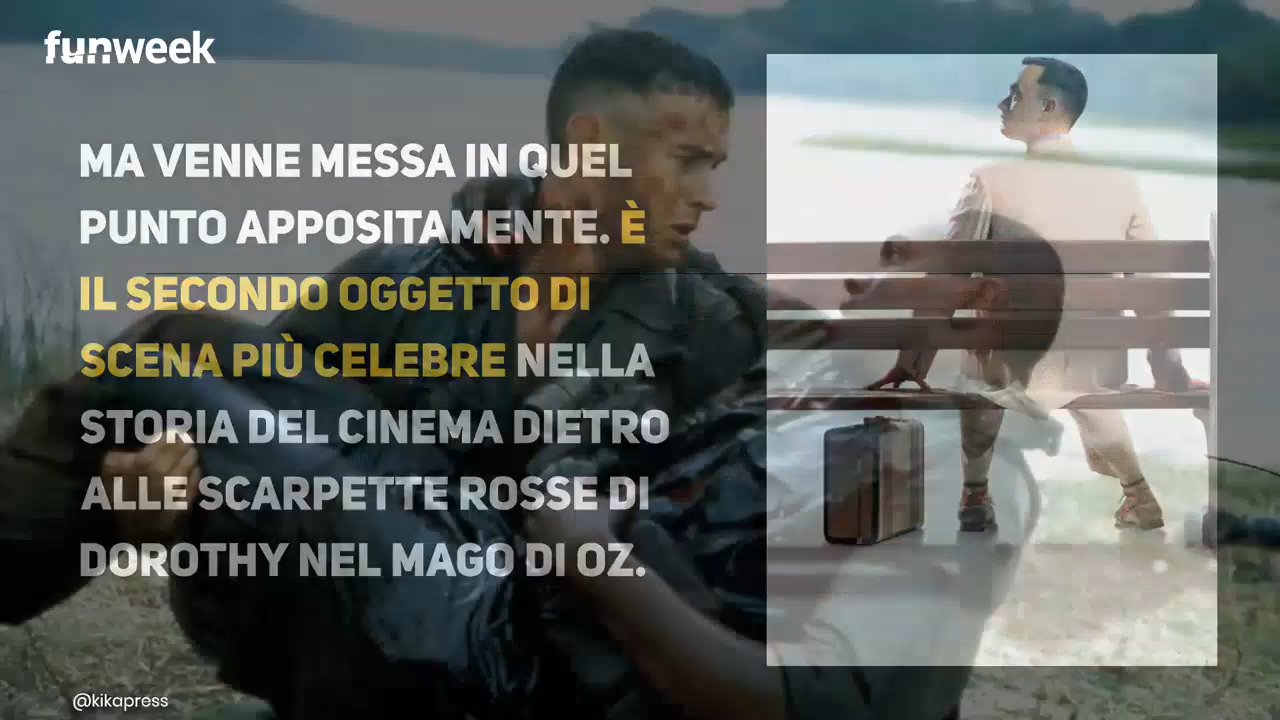 funweek
MA VENNE MESSA IN QUEL
PUNTO APPOSITAMENTE. È
IL SECONDO OGGETTO DI
SCENA PIÙ CELEBRE NELLA
STORIA DEL CINEMA DIETRO
ALLE SCARPETTE ROSSE DI
DOROTHY NEL MAGO DI OZ.
@kikapress